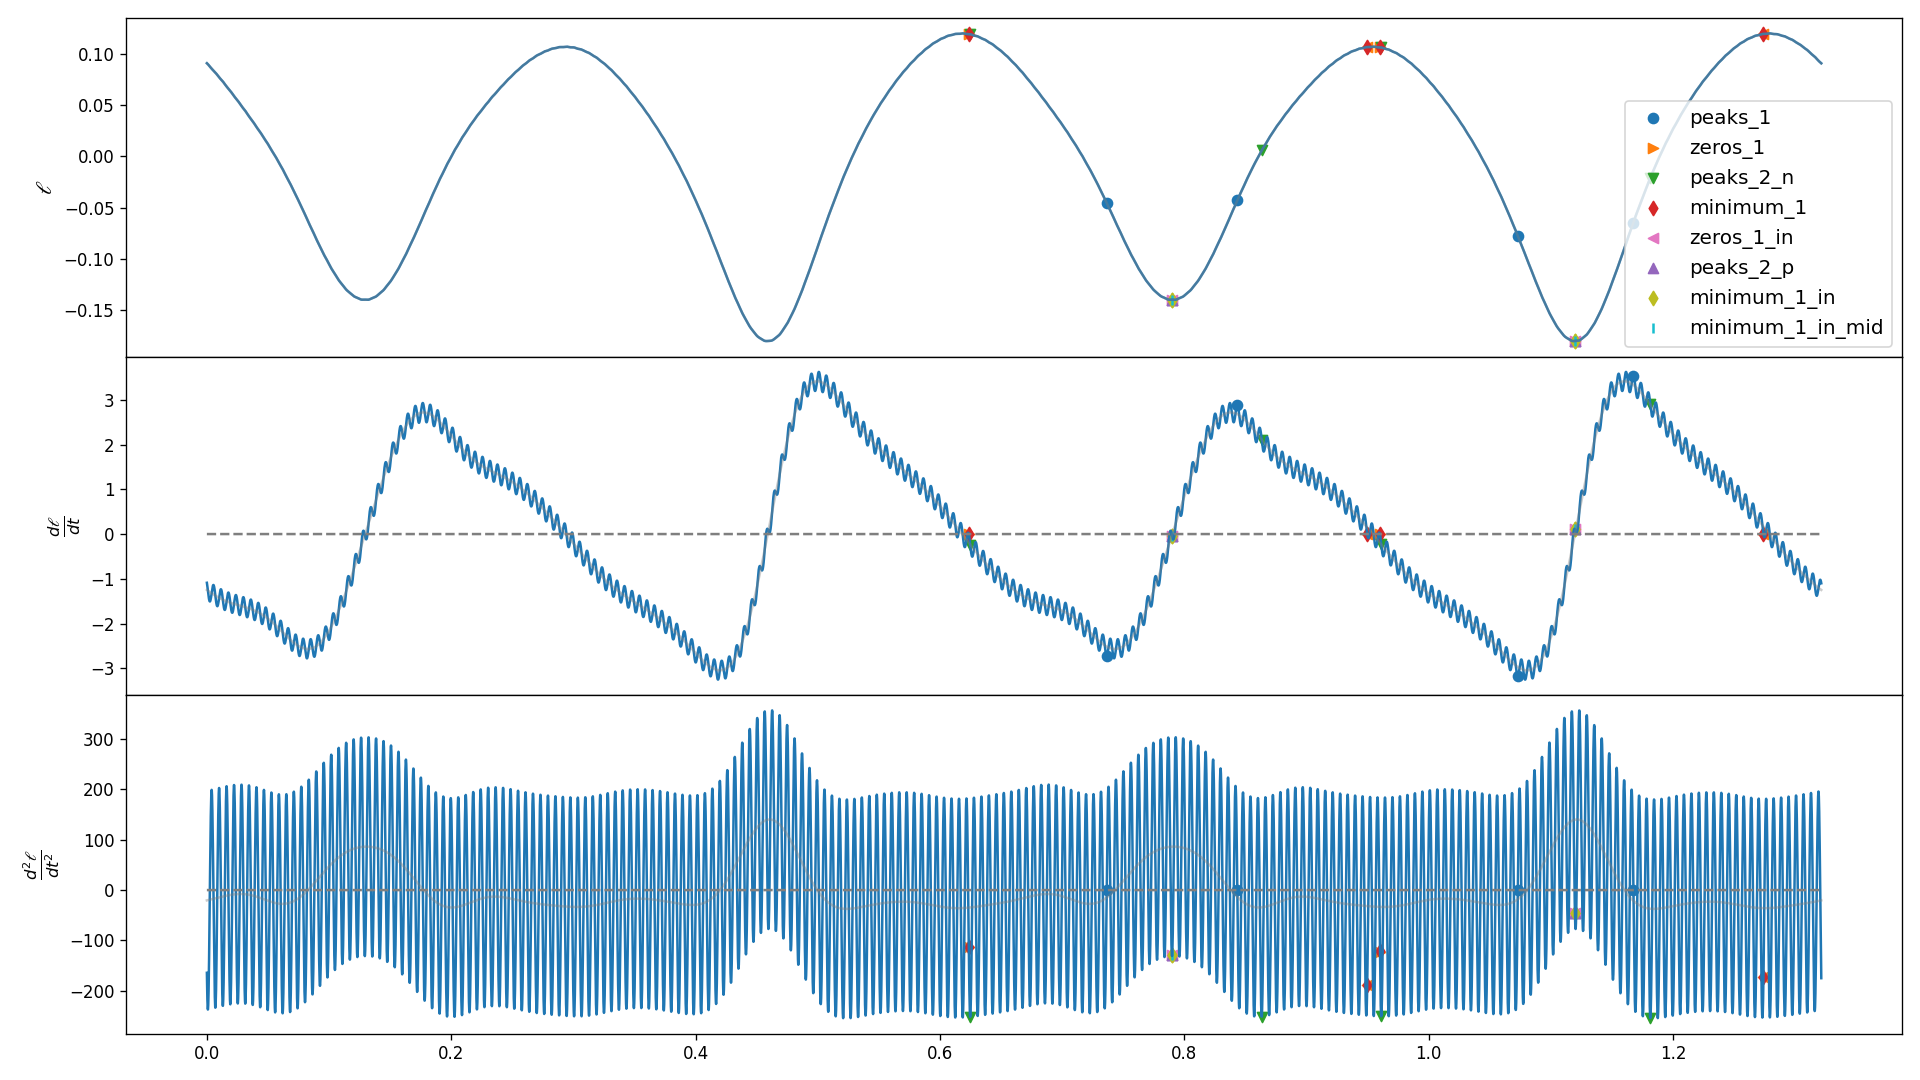 0.10
0.05
0.00
−0.05
−0.10
−0.15
ℓ
peaks_1
zeros_1
peaks_2_n
minimum_1
zeros_1_in
peaks_2_p
minimum_1_in
minimum_1_in_mid
3
2
1
0
−1
−2
−3
dℓ/dt
300
200
100
0
−100
−200
d²ℓ/dt²
0.0 0.2 0.4 0.6 0.8 1.0 1.2